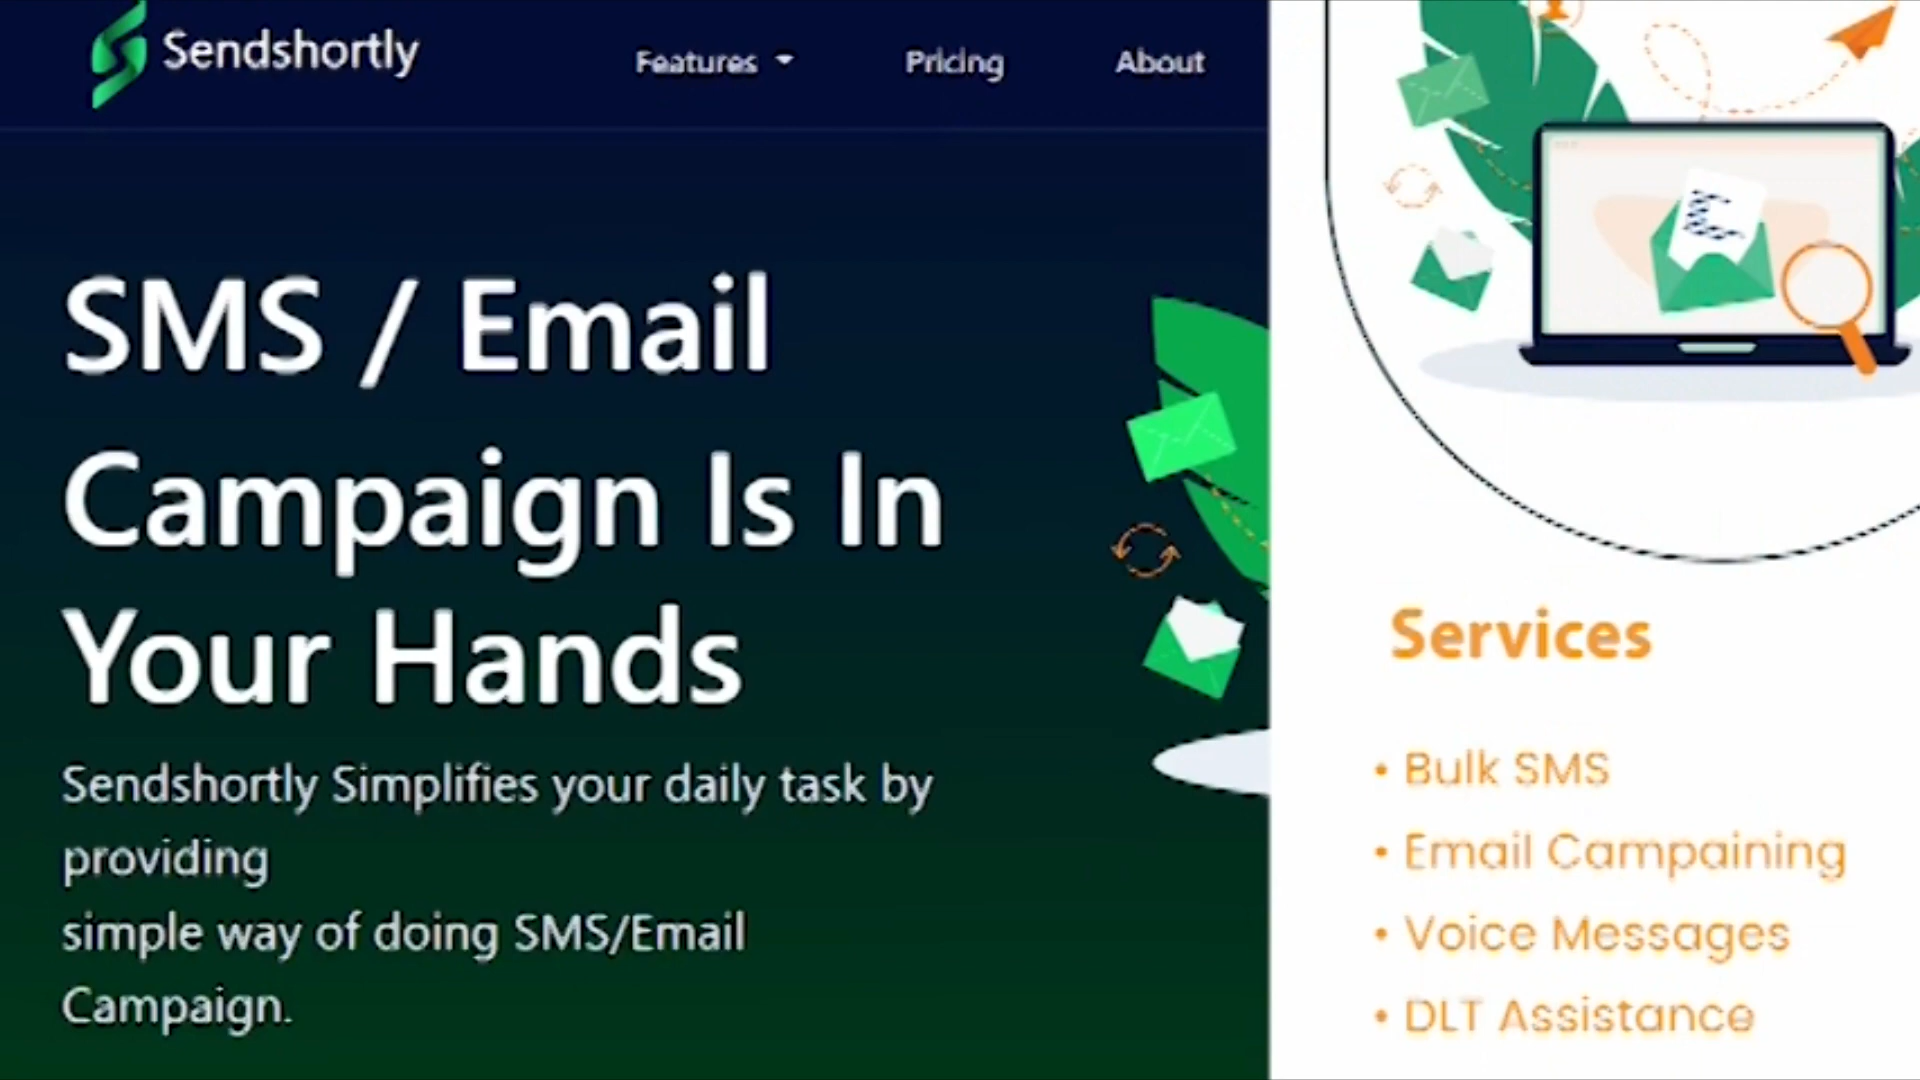 Sendshortly
Features
Pricing
About
SMS / Email
Campaign Is In
Your Hands
Sendshortly Simplifies your daily task by
providing
simple way of doing SMS/Email
Campaign.
Services
• Bulk SMS
• Email Campaining
• Voice Messages
• DLT Assistance